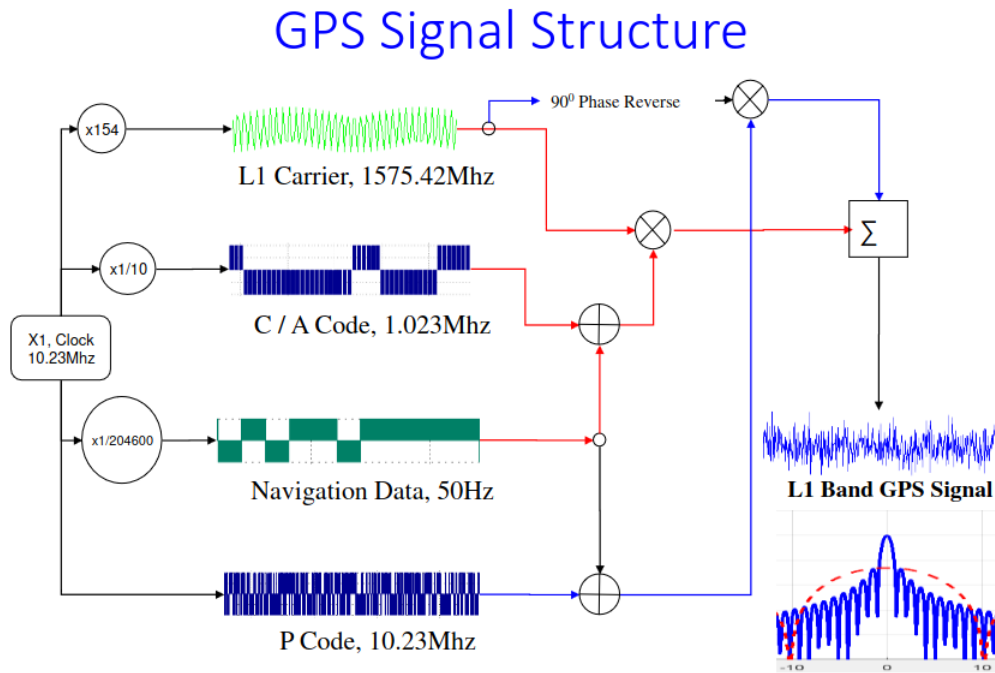 GPS Signal Structure
x154
90⁰ Phase Reverse
L1 Carrier, 1575.42Mhz
x1/10
∑
C / A Code, 1.023Mhz
X1, Clock
10.23Mhz
x1/204600
Navigation Data, 50Hz
L1 Band GPS Signal
P Code, 10.23Mhz
-10
0
10